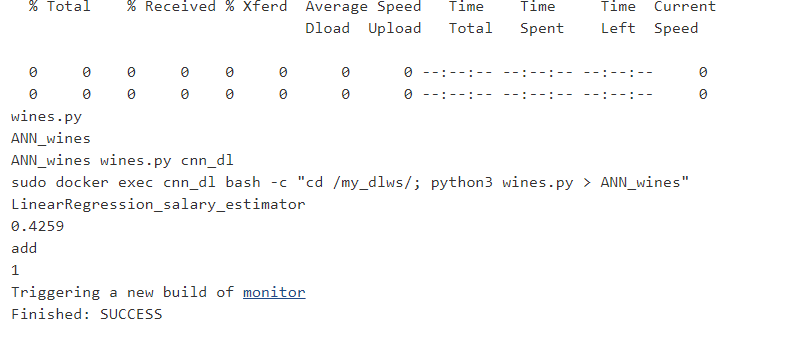 % Total % Received % Xferd Average Speed Time Time Time Current
Dload Upload Total Spent Left Speed
0 0 0 0 0 0 0 0 --:--:-- --:--:-- --:--:-- 0
0 0 0 0 0 0 0 0 --:--:-- --:--:-- --:--:-- 0
wines.py
ANN_wines
ANN_wines wines.py cnn_dl
sudo docker exec cnn_dl bash -c "cd /my_dlws/; python3 wines.py > ANN_wines"
LinearRegression_salary_estimator
0.4259
add
1
Triggering a new build of monitor
Finished: SUCCESS